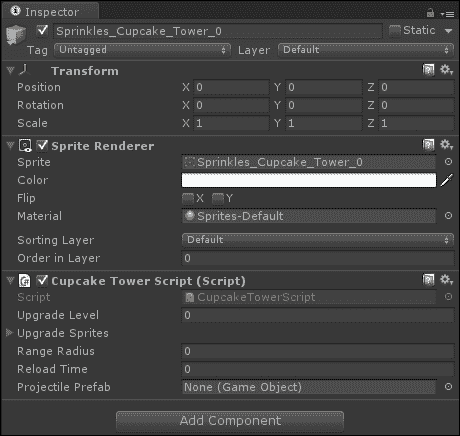 Inspector
Sprinkles_Cupcake_Tower_0 Static
Tag Untagged Layer Default
Transform
Position X 0 Y 0 Z 0
Rotation X 0 Y 0 Z 0
Scale X 1 Y 1 Z 1
Sprite Renderer
Sprite Sprinkles_Cupcake_Tower_0
Color
Flip X Y
Material Sprites-Default
Sorting Layer Default
Order in Layer 0
Cupcake Tower Script (Script)
Script CupcakeTowerScript
Upgrade Level 0
Upgrade Sprites
Range Radius 0
Reload Time 0
Projectile Prefab None (Game Object)
Add Component